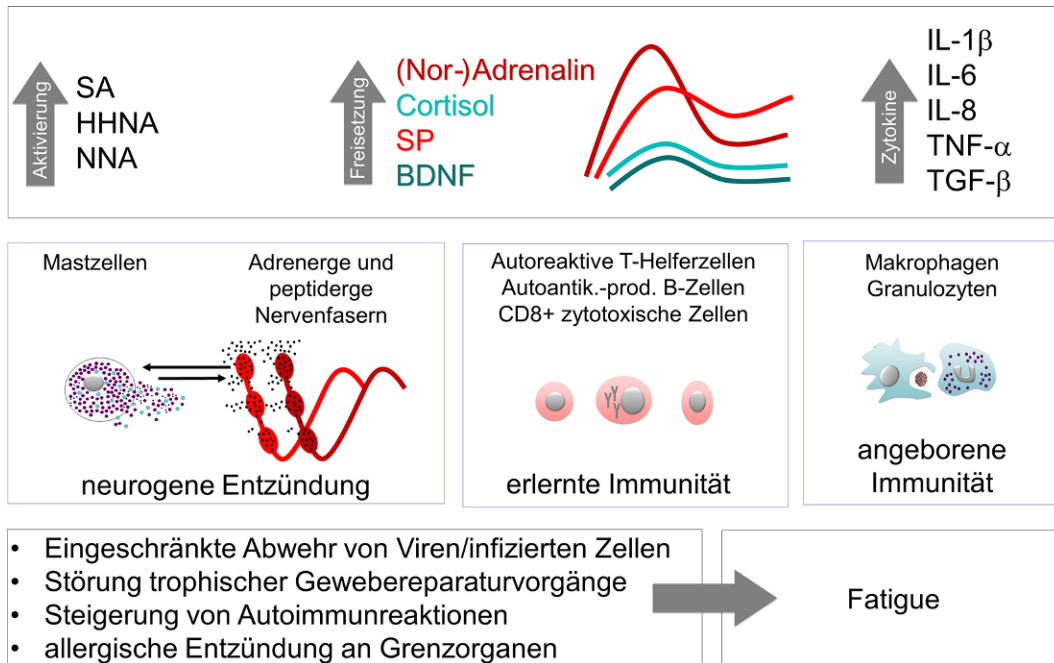 Aktivierung
SA
HHNA
NNA
Freisetzung
(Nor-)Adrenalin
Cortisol
SP
BDNF
Zytokine
IL-1β
IL-6
IL-8
TNF-α
TGF-β
Mastzellen
Adrenerge und
peptiderge
Nervenfasern
neurogene Entzündung
Autoreaktive T-Helferzellen
Autoantik.-prod. B-Zellen
CD8+ zytotoxische Zellen
erlernte Immunität
Makrophagen
Granulozyten
angeborene
Immunität
• Eingeschränkte Abwehr von Viren/infizierten Zellen
• Störung trophischer Gewebereparaturvorgänge
• Steigerung von Autoimmunreaktionen
• allergische Entzündung an Grenzorganen
Fatigue